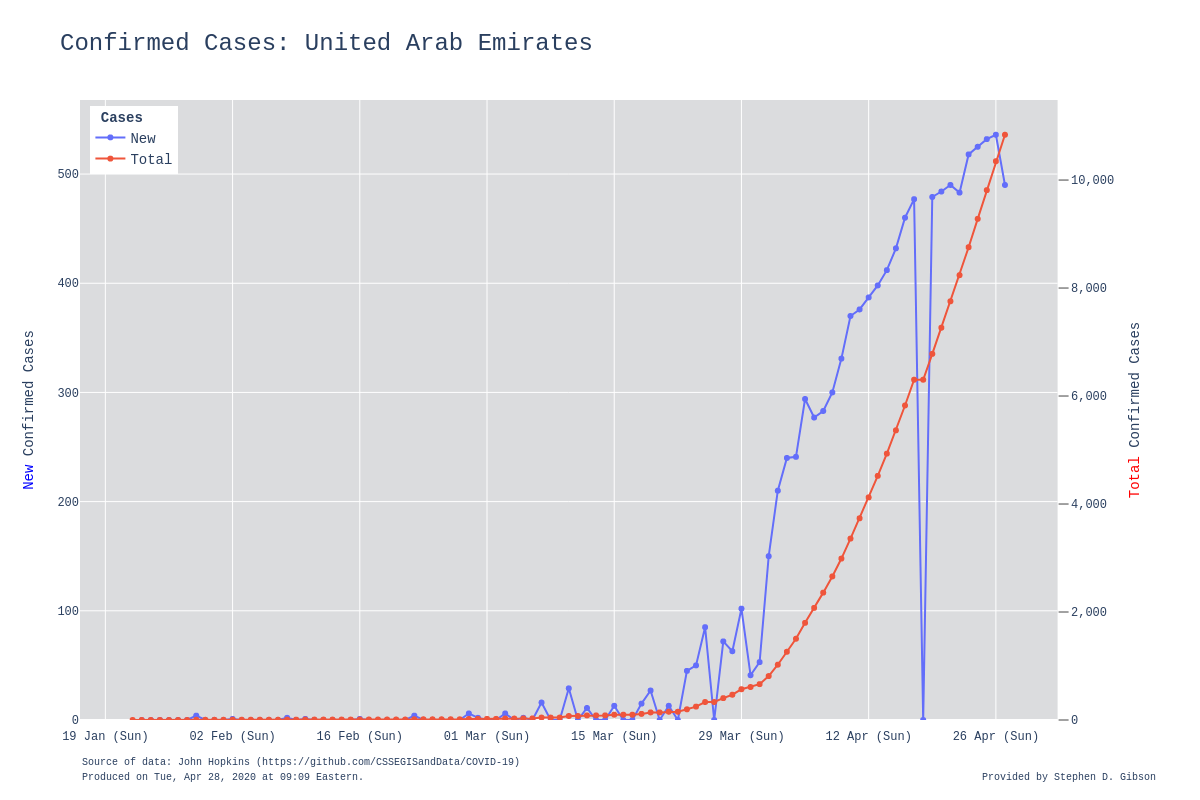 Confirmed Cases: United Arab Emirates
Cases
New
Total
500
400
300
200
100
0
New Confirmed Cases
10,000
8,000
6,000
4,000
2,000
0
Total Confirmed Cases
19 Jan (Sun)
02 Feb (Sun)
16 Feb (Sun)
01 Mar (Sun)
15 Mar (Sun)
29 Mar (Sun)
12 Apr (Sun)
26 Apr (Sun)
Source of data: John Hopkins (https://github.com/CSSEGISandData/COVID-19)
Produced on Tue, Apr 28, 2020 at 09:09 Eastern.
Provided by Stephen D. Gibson